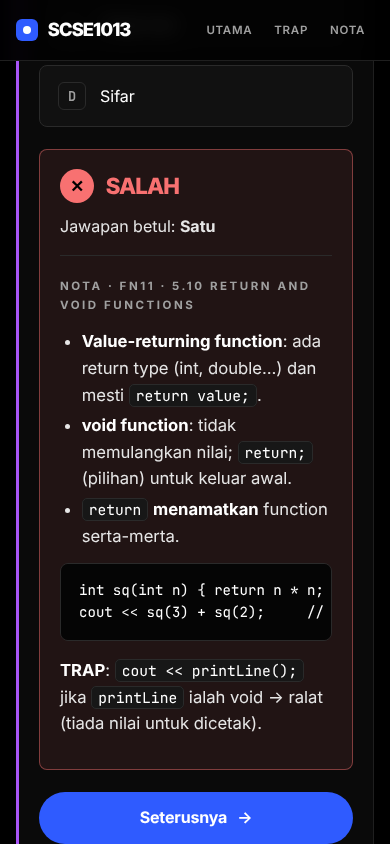 SCSE1013
UTAMA TRAP NOTA
D Sifar
✕ SALAH
Jawapan betul: Satu
NOTA · FN11 · 5.10 RETURN AND
VOID FUNCTIONS
• Value-returning function: ada
return type (int, double…) dan
mesti return value; .
• void function: tidak
memulangkan nilai; return;
(pilihan) untuk keluar awal.
• return menamatkan function
serta-merta.
int sq(int n) { return n * n;
cout << sq(3) + sq(2); //
TRAP: cout << printLine();
jika printLine ialah void → ralat
(tiada nilai untuk dicetak).
Seterusnya →